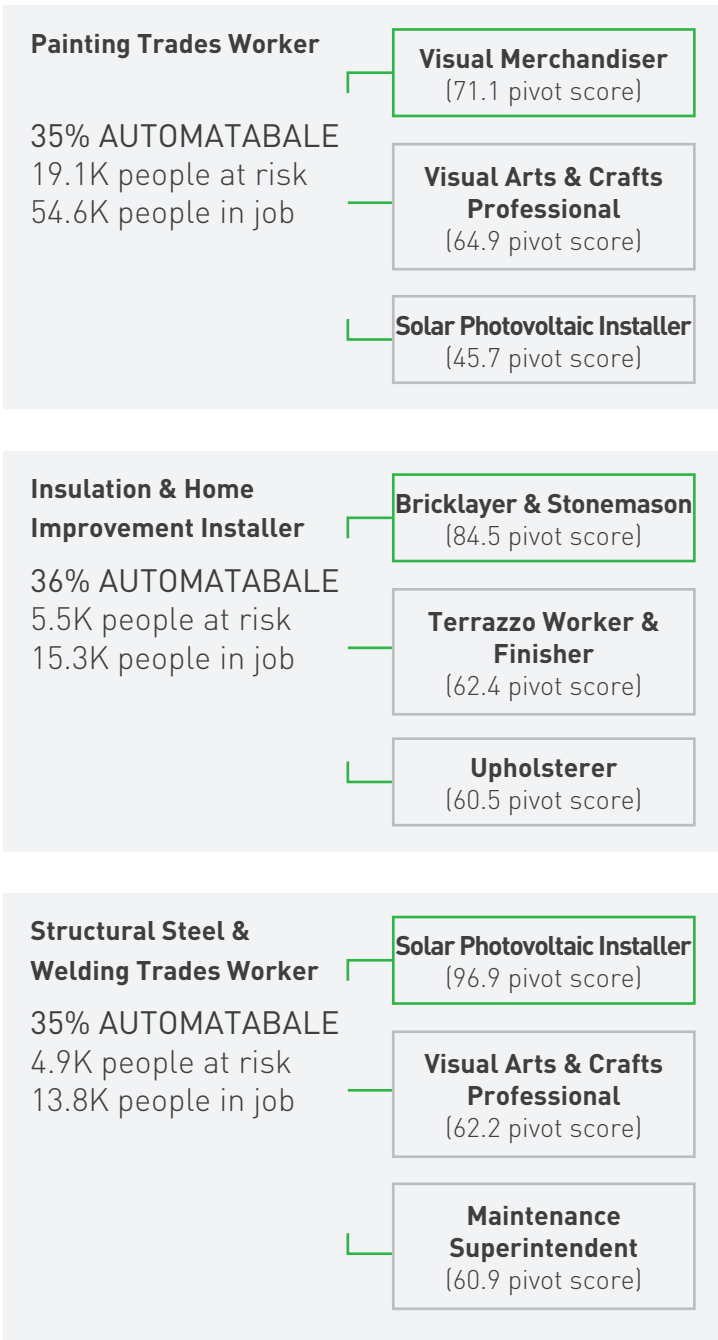 Painting Trades Worker
35% AUTOMATABALE
19.1K people at risk
54.6K people in job
Visual Merchandiser
(71.1 pivot score)
Visual Arts & Crafts
Professional
(64.9 pivot score)
Solar Photovoltaic Installer
(45.7 pivot score)
Insulation & Home
Improvement Installer
36% AUTOMATABALE
5.5K people at risk
15.3K people in job
Bricklayer & Stonemason
(84.5 pivot score)
Terrazzo Worker &
Finisher
(62.4 pivot score)
Upholsterer
(60.5 pivot score)
Structural Steel &
Welding Trades Worker
35% AUTOMATABALE
4.9K people at risk
13.8K people in job
Solar Photovoltaic Installer
(96.9 pivot score)
Visual Arts & Crafts
Professional
(62.2 pivot score)
Maintenance
Superintendent
(60.9 pivot score)